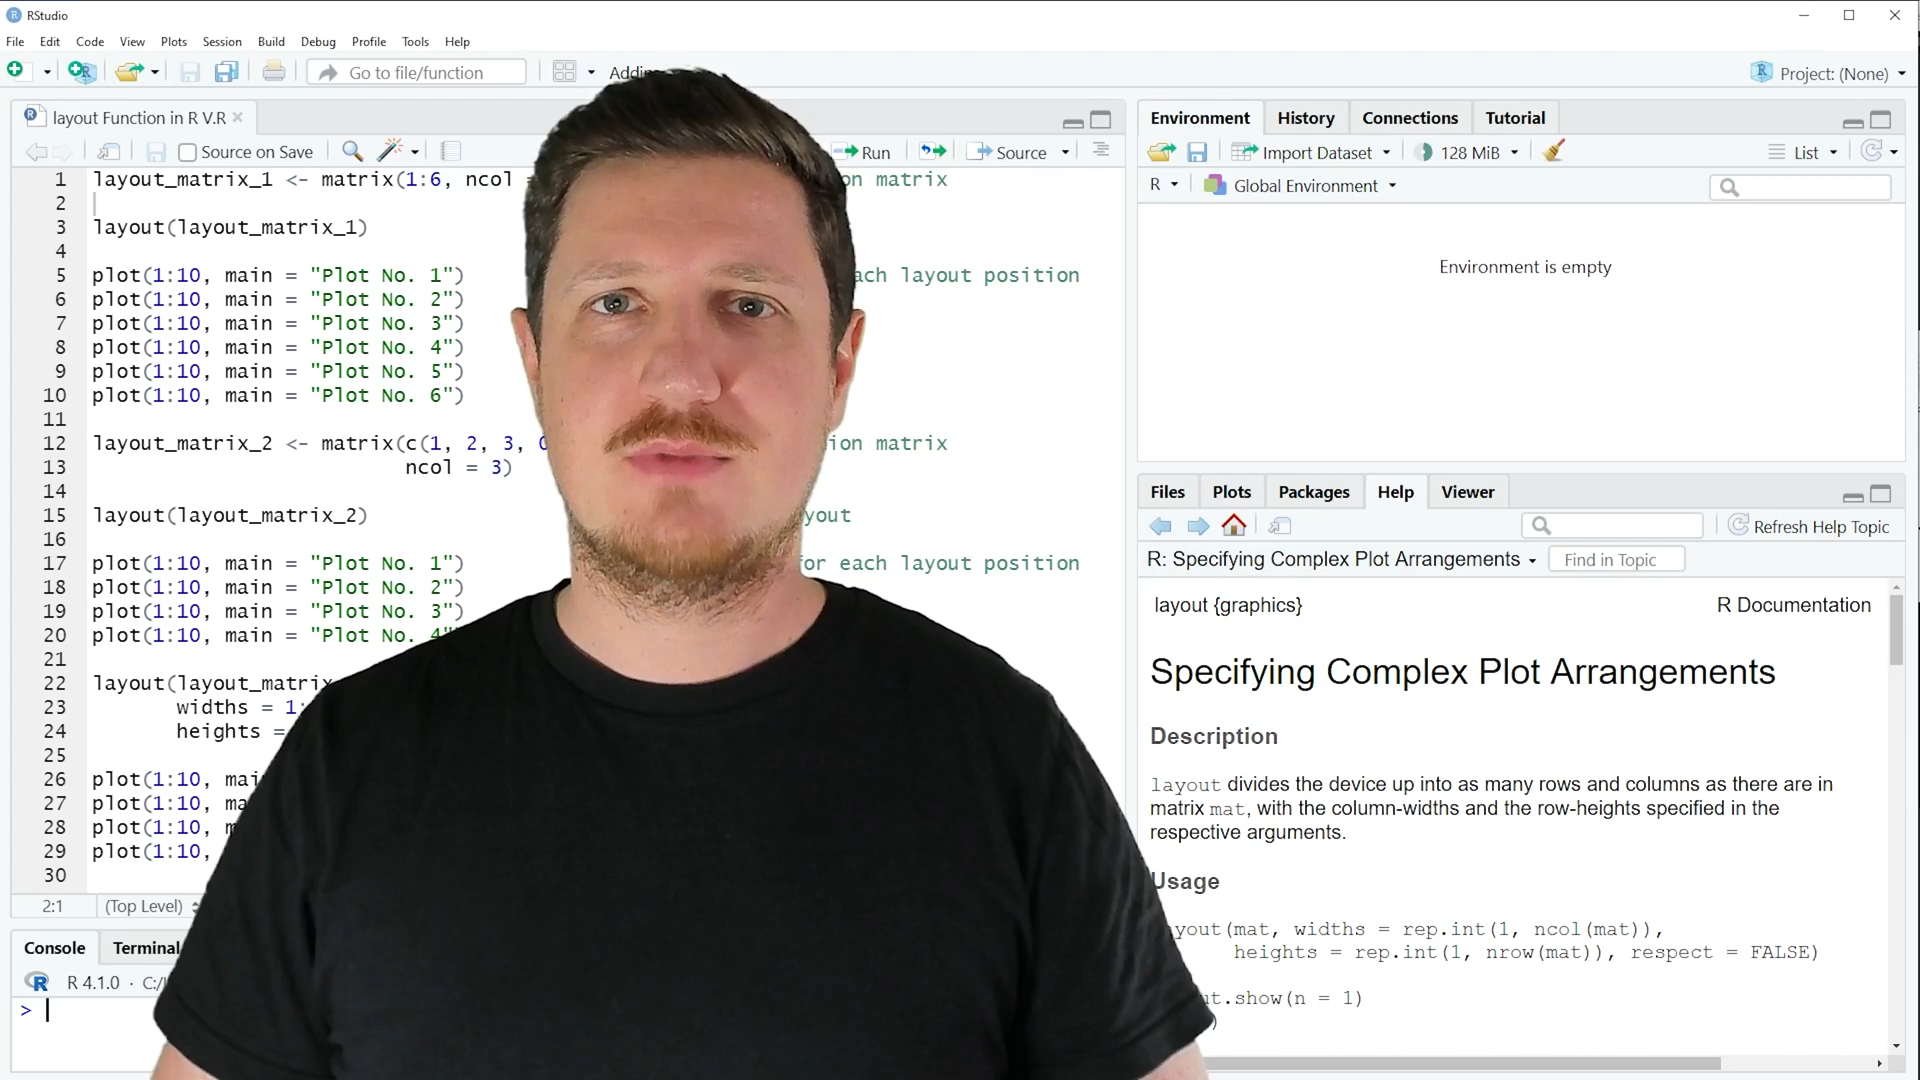 RStudio
File Edit Code View Plots Session Build Debug Profile Tools Help
Go to file/function
Project: (None)
layout Function in R V.R
Source on Save
Run
Source
1 layout_matrix_1 <- matrix(1:6, ncol matrix
2
3 layout(layout_matrix_1)
4
5 plot(1:10, main = "Plot No. 1") layout position
6 plot(1:10, main = "Plot No. 2")
7 plot(1:10, main = "Plot No. 3")
8 plot(1:10, main = "Plot No. 4")
9 plot(1:10, main = "Plot No. 5")
10 plot(1:10, main = "Plot No. 6")
11
12 layout_matrix_2 <- matrix(c(1, 2, 3, matrix
13 ncol = 3)
14
15 layout(layout_matrix_2)
16
17 plot(1:10, main = "Plot No. 1") for each layout position
18 plot(1:10, main = "Plot No. 2")
19 plot(1:10, main = "Plot No. 3")
20 plot(1:10, main = "Plot No. 4"
21
22 layout(layout_matrix
23 widths = 1:
24 heights =
25
26 plot(1:10,
27 plot(1:10,
28 plot(1:10,
29 plot(1:10,
30
2:1 (Top Level)
Console Terminal
R 4.1.0 · C:/
>
Environment History Connections Tutorial
Import Dataset 128 MiB List
R Global Environment
Environment is empty
Files Plots Packages Help Viewer
Refresh Help Topic
R: Specifying Complex Plot Arrangements Find in Topic
layout {graphics} R Documentation
Specifying Complex Plot Arrangements
Description
layout divides the device up into as many rows and columns as there are in
matrix mat, with the column-widths and the row-heights specified in the
respective arguments.
Usage
(mat, widths = rep.int(1, ncol(mat)),
heights = rep.int(1, nrow(mat)), respect = FALSE)
.show(n = 1)
)